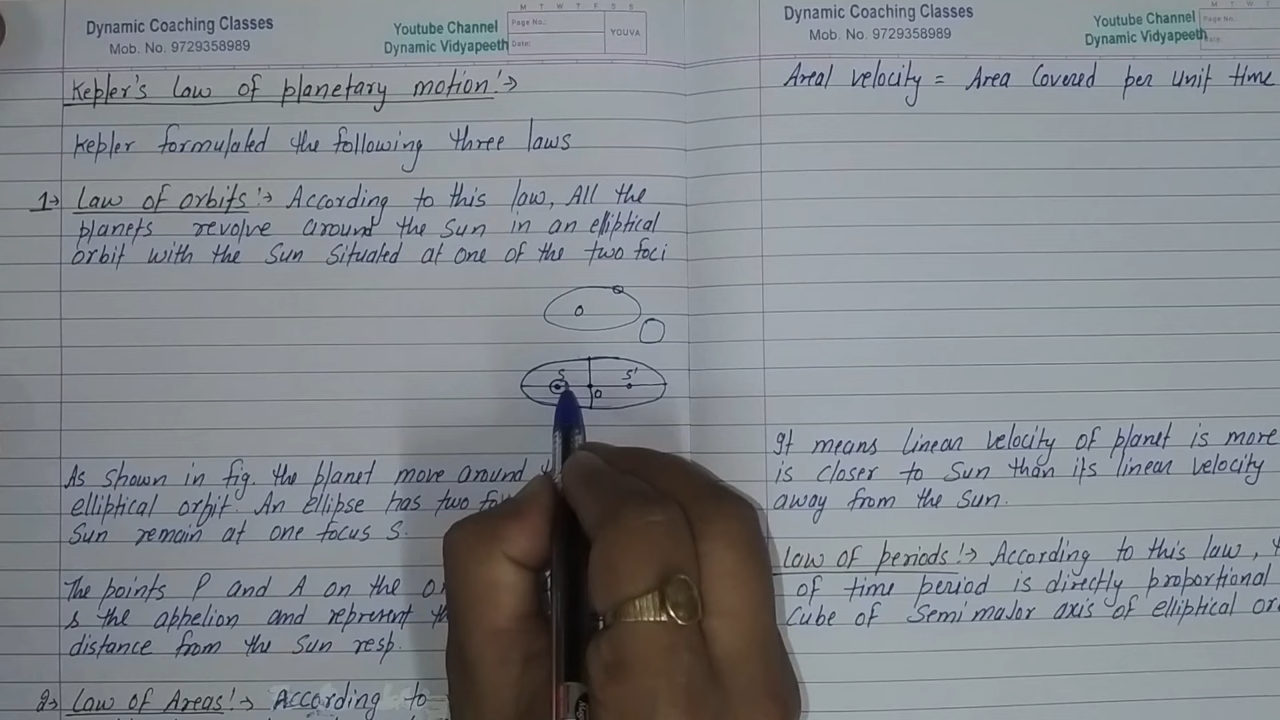 Dynamic Coaching Classes
Mob. No. 9729358989
Youtube Channel
Dynamic Vidyapeeth
M T W T F S S
Page No.:
Date:
YOUVA
Kepler's Law of planetary motion:→
Kepler formulated the following three laws
1→ Law of orbits:→ According to this law, All the
planets revolve around the Sun in an elliptical
orbit with the Sun Situated at one of the two foci
S S'
O
As shown in fig. the planet move around
elliptical orbit. An ellipse has two
Sun remain at one focus S.
The points P and A on the
& the aphelion and represent
distance from the Sun resp.
2→ Law of Areas:→ According to
Dynamic Coaching Classes
Mob. No. 9729358989
Youtube Channel
Dynamic Vidyapeeth
M T W
Page No.:
Date:
Areal velocity = Area Covered per Unit time
It means linear velocity of planet is more
is closer to Sun than its linear velocity
away from the Sun.
Law of periods:→ According to this law,
of time period is directly proportional
Cube of Semi major axis of elliptical